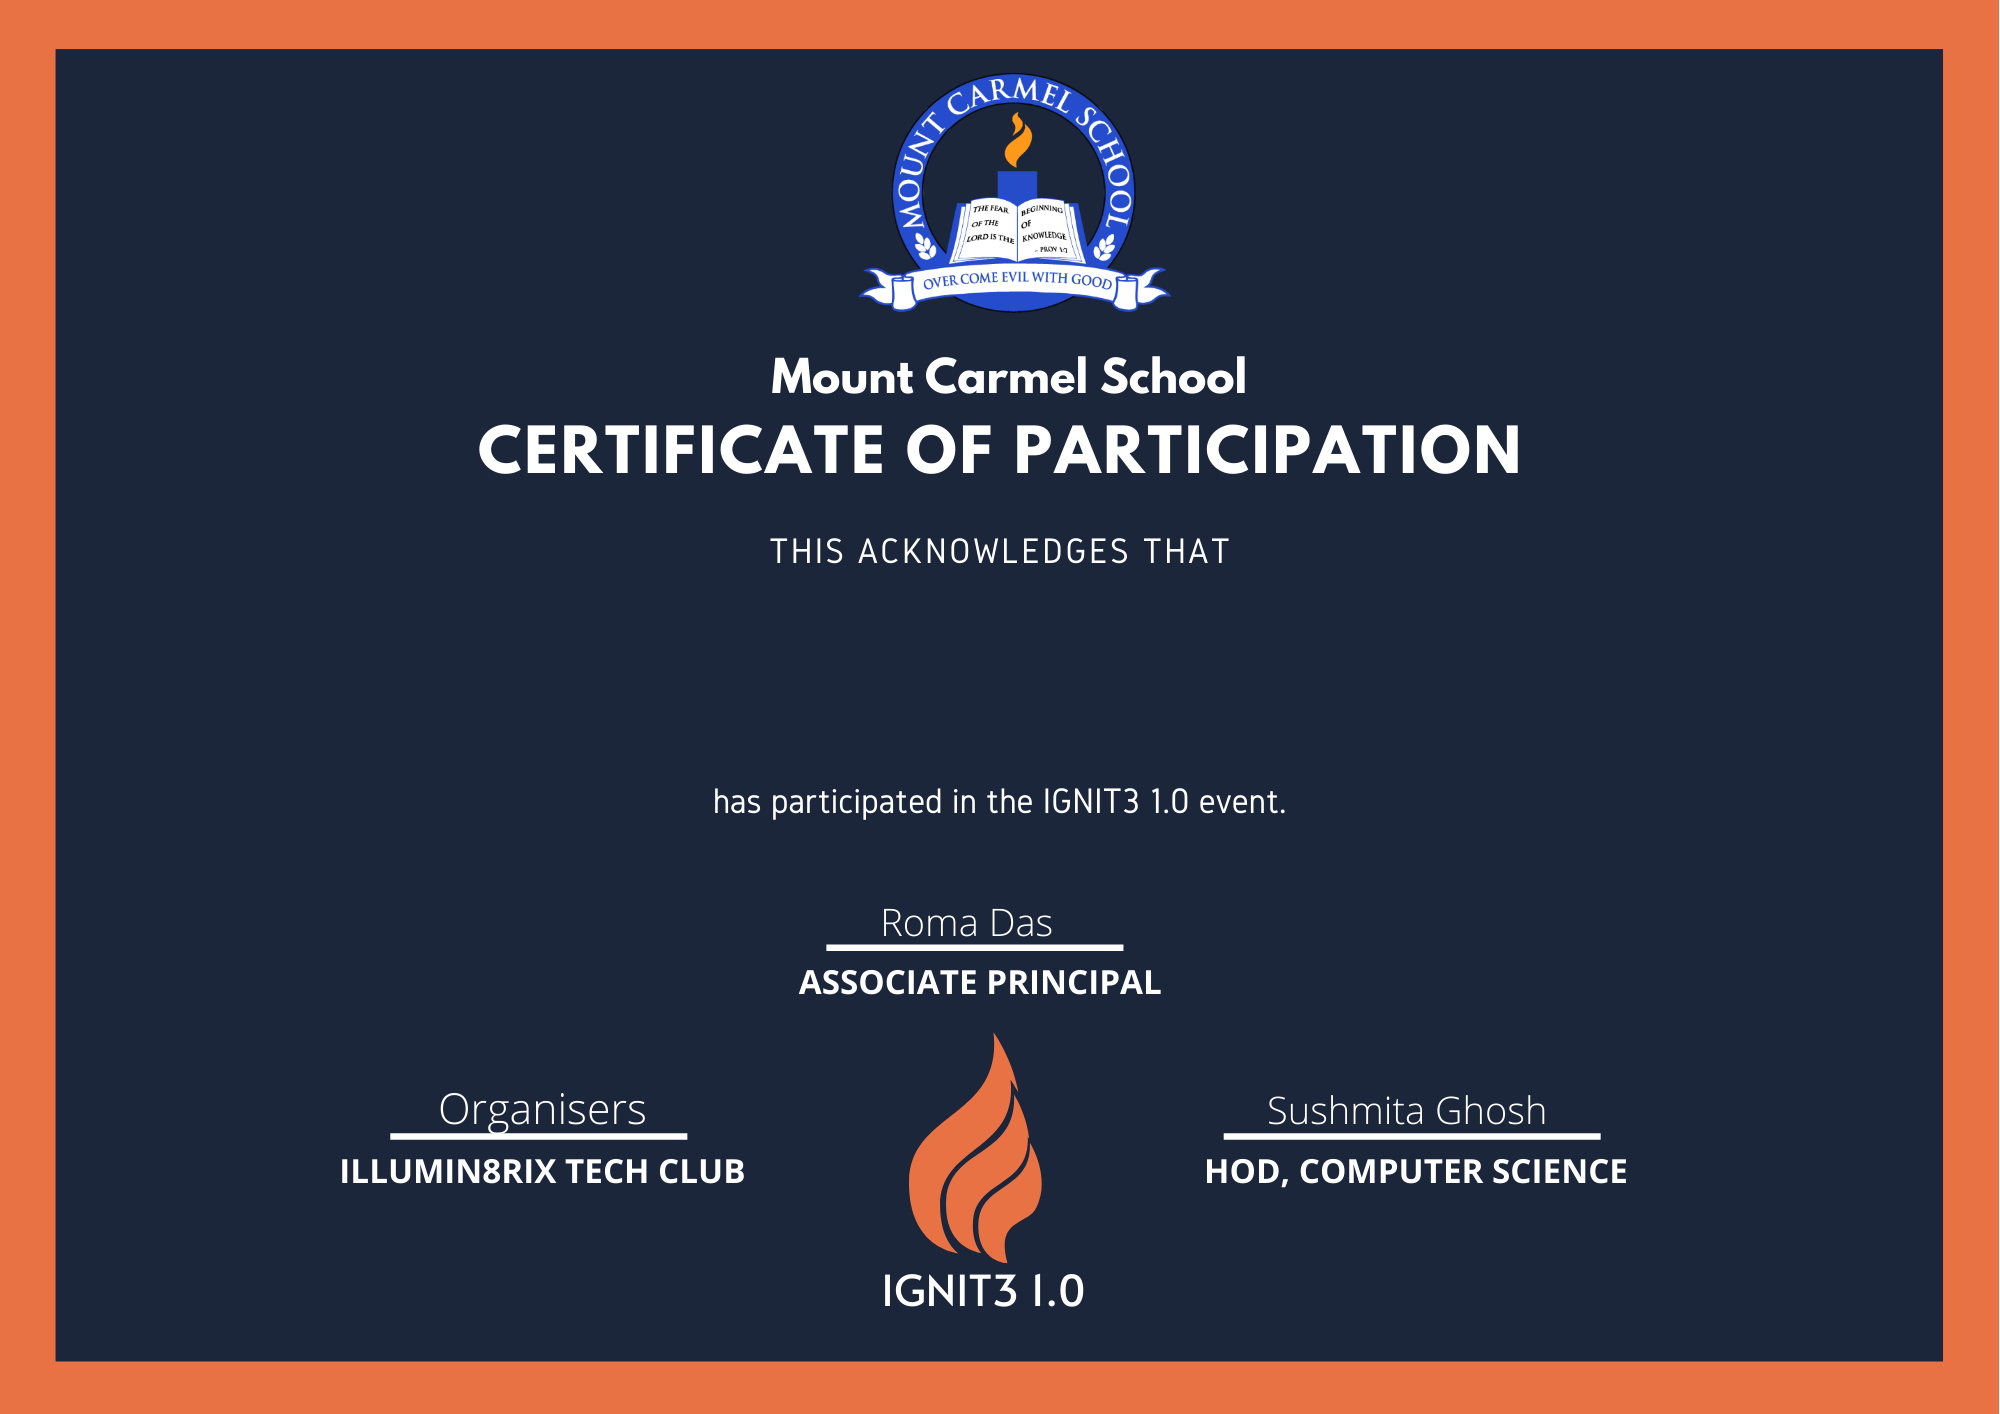 MOUNT CARMEL SCHOOL
THE FEAR
OF THE
LORD IS THE
BEGINNING
OF
KNOWLEDGE
- PROV 1:7
OVER COME EVIL WITH GOOD
Mount Carmel School
CERTIFICATE OF PARTICIPATION
THIS ACKNOWLEDGES THAT
has participated in the IGNIT3 1.0 event.
Roma Das
ASSOCIATE PRINCIPAL
Organisers
ILLUMIN8RIX TECH CLUB
Sushmita Ghosh
HOD, COMPUTER SCIENCE
IGNIT3 1.0